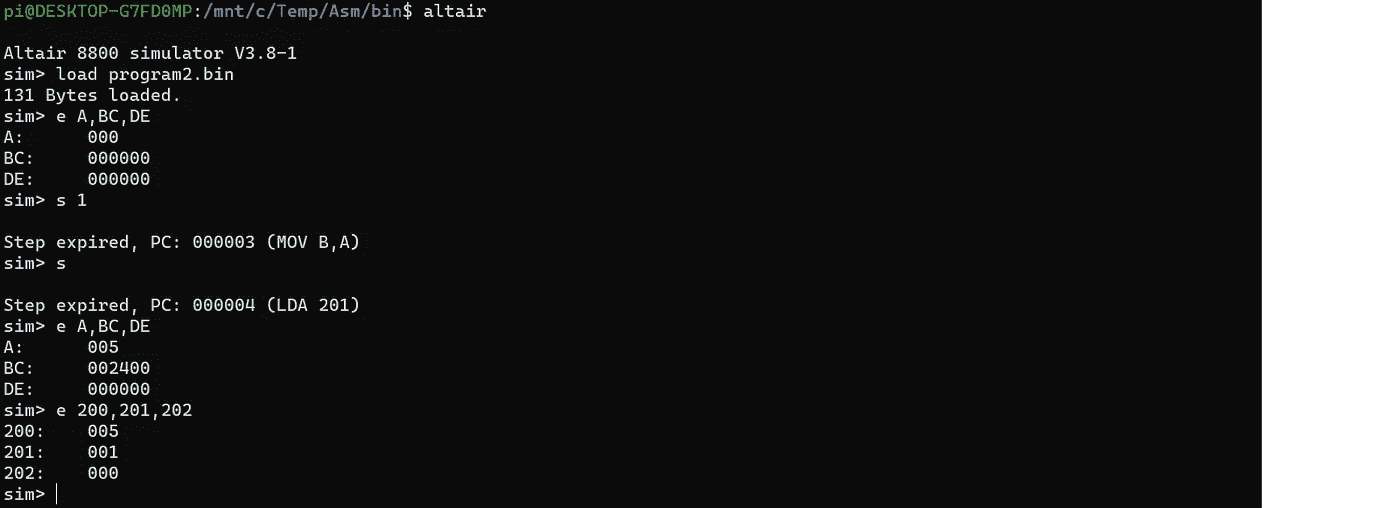 pi@DESKTOP-G7FD0MP:/mnt/c/Temp/Asm/bin$ altair
Altair 8800 simulator V3.8-1
sim> load program2.bin
131 Bytes loaded.
sim> e A,BC,DE
A:      000
BC:     000000
DE:     000000
sim> s 1
Step expired, PC: 000003 (MOV B,A)
sim> s
Step expired, PC: 000004 (LDA 201)
sim> e A,BC,DE
A:      005
BC:     002400
DE:     000000
sim> e 200,201,202
200:    005
201:    001
202:    000
sim>